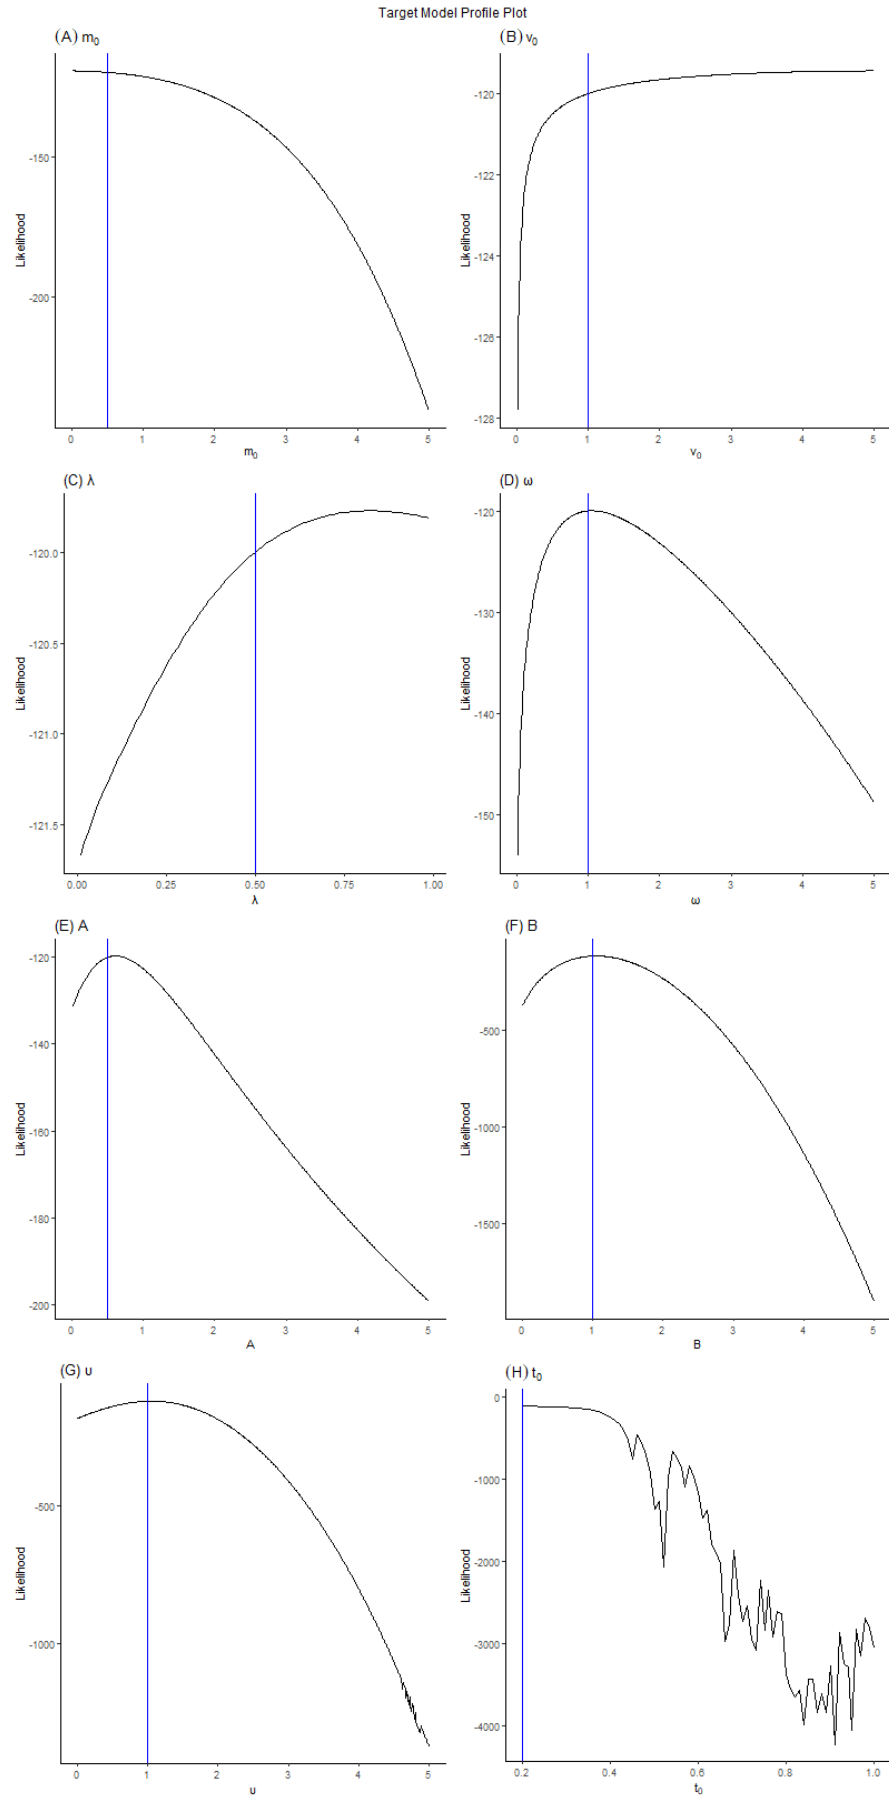 Target Model Profile Plot
(A) m₀
Likelihood
-150
-200
0 1 2 3 4 5
m₀
(B) v₀
Likelihood
-120
-122
-124
-126
-128
0 1 2 3 4 5
v₀
(C) λ
Likelihood
-120.0
-120.5
-121.0
-121.5
0.00 0.25 0.50 0.75 1.00
λ
(D) ω
Likelihood
-120
-130
-140
-150
0 1 2 3 4 5
ω
(E) A
Likelihood
-120
-140
-160
-180
-200
0 1 2 3 4 5
A
(F) B
Likelihood
-500
-1000
-1500
0 1 2 3 4 5
B
(G) υ
Likelihood
-500
-1000
0 1 2 3 4 5
υ
(H) t₀
Likelihood
0
-1000
-2000
-3000
-4000
0.2 0.4 0.6 0.8 1.0
t₀